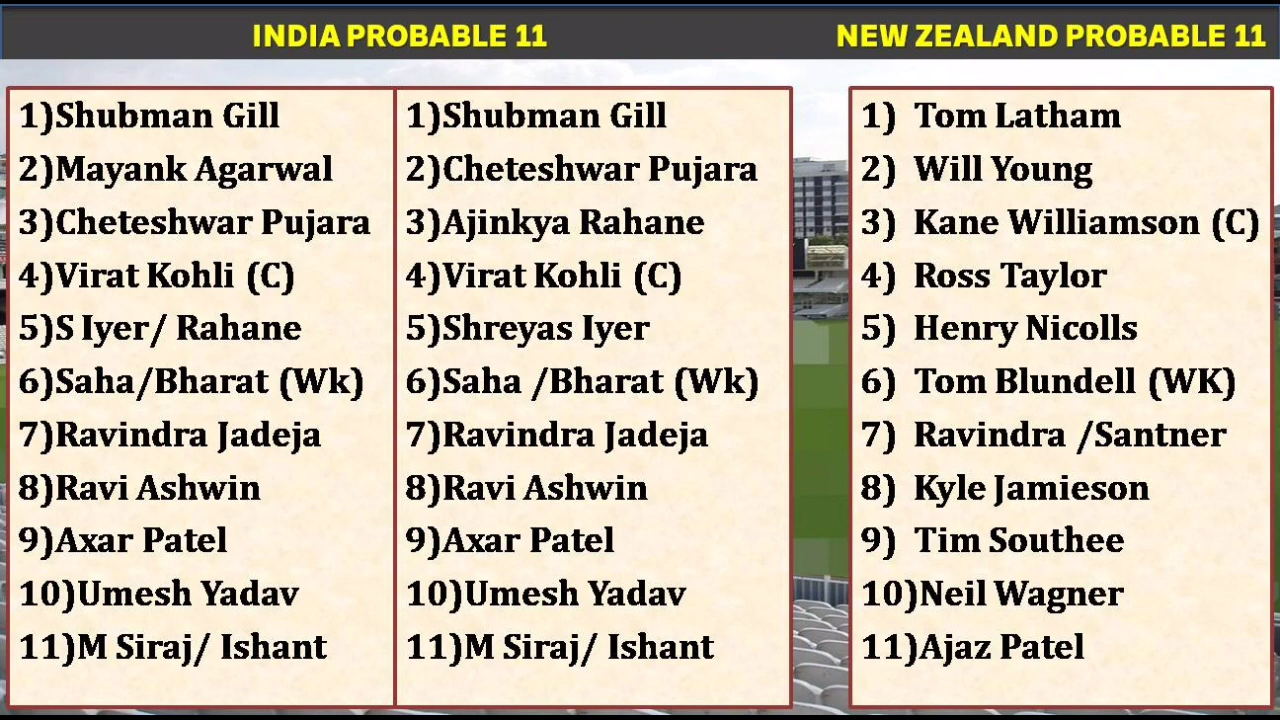 INDIA PROBABLE 11
NEW ZEALAND PROBABLE 11
1)Shubman Gill
2)Mayank Agarwal
3)Cheteshwar Pujara
4)Virat Kohli (C)
5)S Iyer/ Rahane
6)Saha/Bharat (Wk)
7)Ravindra Jadeja
8)Ravi Ashwin
9)Axar Patel
10)Umesh Yadav
11)M Siraj/ Ishant
1)Shubman Gill
2)Cheteshwar Pujara
3)Ajinkya Rahane
4)Virat Kohli (C)
5)Shreyas Iyer
6)Saha /Bharat (Wk)
7)Ravindra Jadeja
8)Ravi Ashwin
9)Axar Patel
10)Umesh Yadav
11)M Siraj/ Ishant
1) Tom Latham
2) Will Young
3) Kane Williamson (C)
4) Ross Taylor
5) Henry Nicolls
6) Tom Blundell (WK)
7) Ravindra /Santner
8) Kyle Jamieson
9) Tim Southee
10)Neil Wagner
11)Ajaz Patel